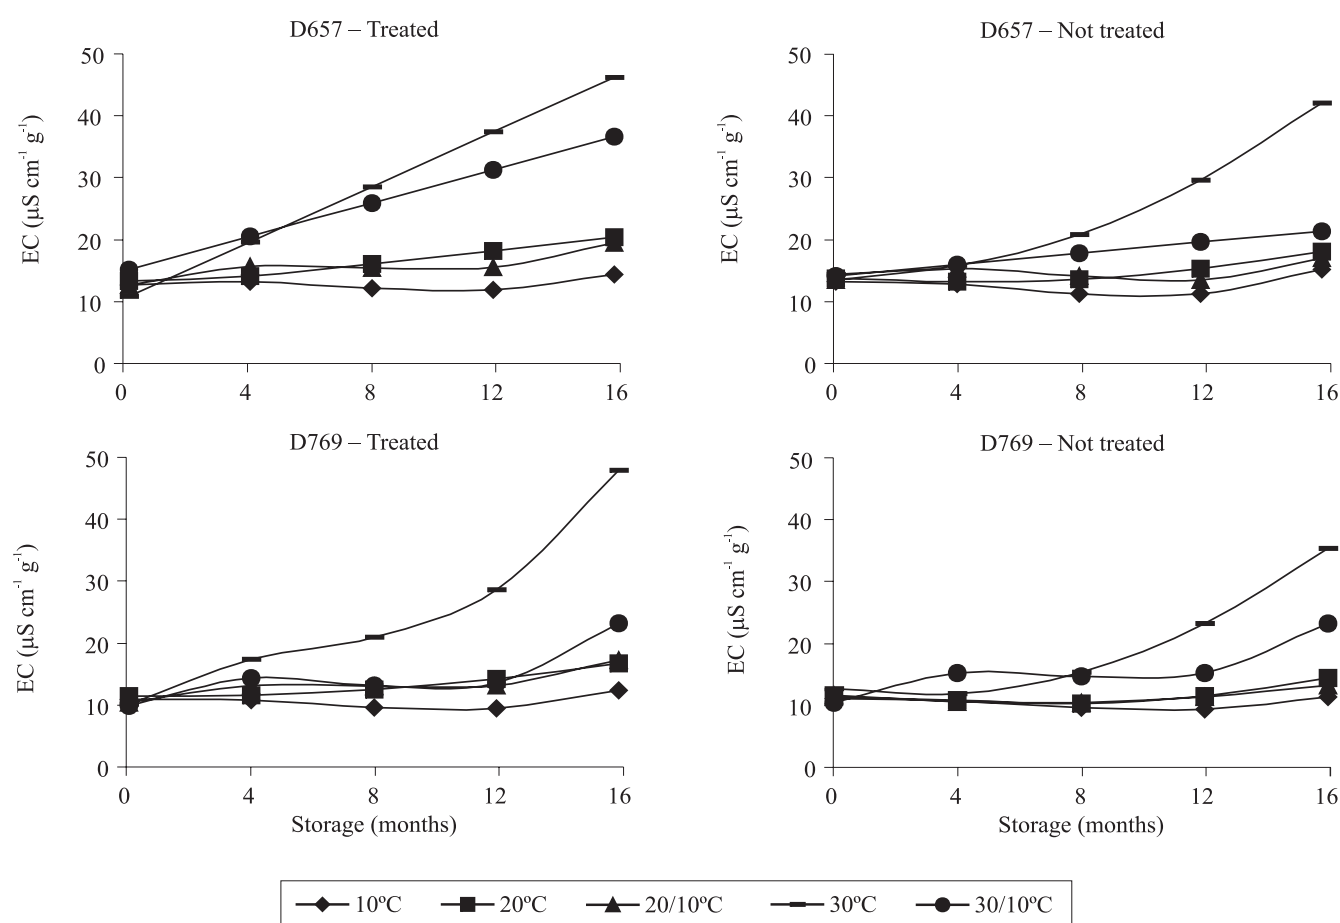 D657 – Treated
50
40
30
20
10
0
EC (µS cm-1 g-1)
0 4 8 12 16
D657 – Not treated
50
40
30
20
10
0
EC (µS cm-1 g-1)
0 4 8 12 16
D769 – Treated
50
40
30
20
10
0
EC (µS cm-1 g-1)
0 4 8 12 16
Storage (months)
D769 – Not treated
50
40
30
20
10
0
EC (µS cm-1 g-1)
0 4 8 12 16
Storage (months)
10ºC 20ºC 20/10ºC 30ºC 30/10ºC